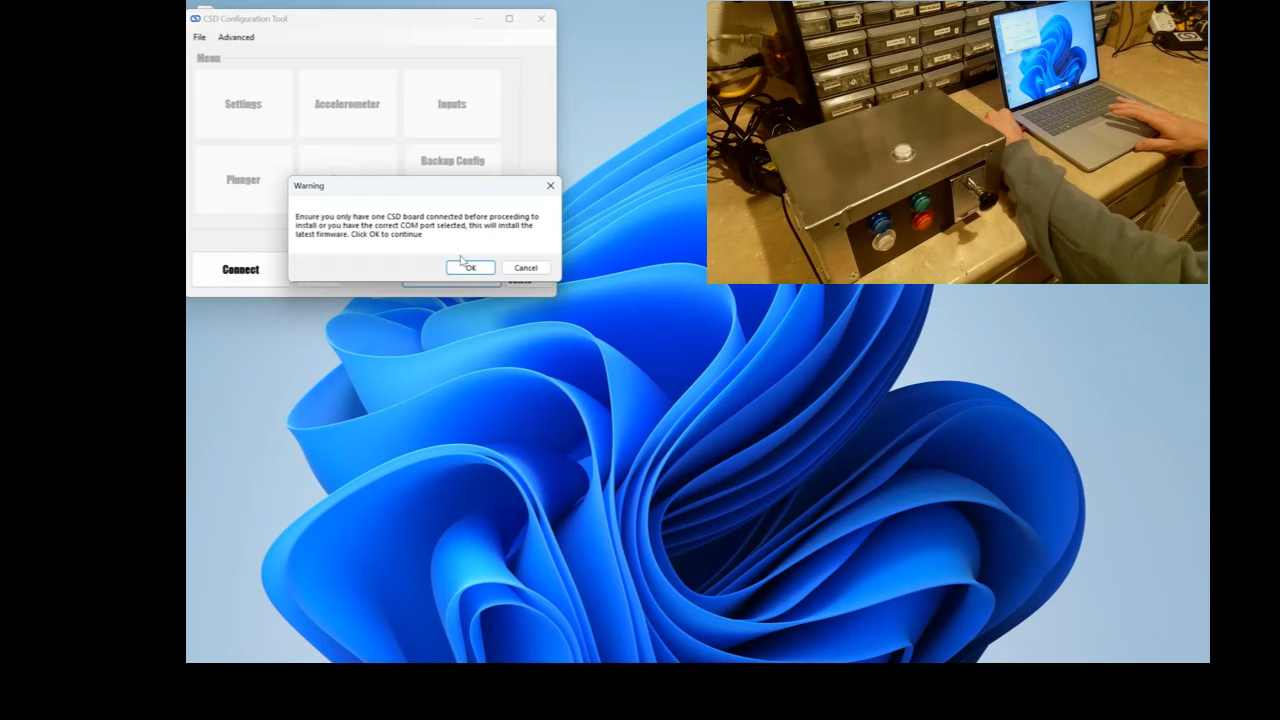 CSD Configuration Tool
File Advanced
Menu
Settings Accelerometer Inputs
Plunger Backup Config
Warning
Ensure you only have one CSD board connected before proceeding to
install or you have the correct COM port selected, this will install the
latest firmware. Click OK to continue
OK Cancel
Connect